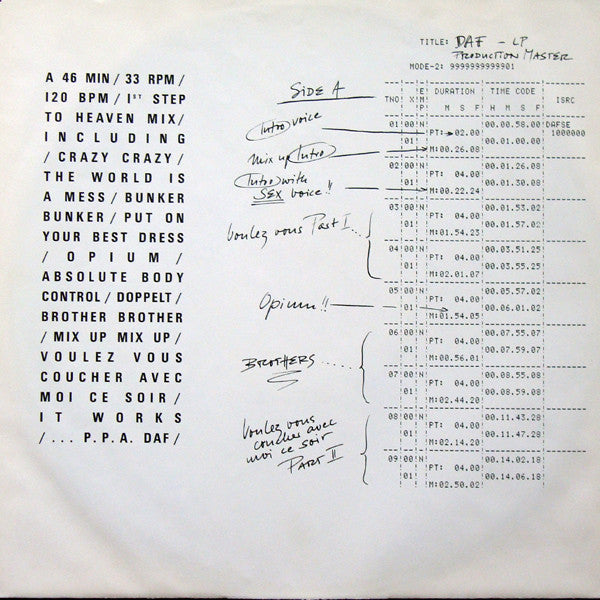 TITLE: DAF - LP
PRODUCTION MASTER
MODE-2: 9999999999901
A 46 MIN / 33 RPM /
120 BPM / 1ST STEP
TO HEAVEN MIX /
INCLUDING
/ CRAZY CRAZY /
THE WORLD IS
A MESS / BUNKER
BUNKER / PUT ON
YOUR BEST DRESS
/ OPIUM /
ABSOLUTE BODY
CONTROL / DOPPELT /
BROTHER BROTHER
/ MIX UP MIX UP /
VOULEZ VOUS
COUCHER AVEC
MOI CE SOIR /
IT WORKS
/ ... P.P.A. DAF /
SIDE A
Intro voice
Mix up Intro
Intro with
SEX voice!!
Voulez vous Part I...
Opium!!
BROTHERS.....
Voulez vous
coucher avec
moi ce soir
PART II
DURATION TIME CODE
TNO M S F H M S F ISRC
01 00 N 00.00.58.00 DAFSE
PT: 02.00 1000000
01 00.01.00.00
M:00.26.08
02 00 N 00.01.26.08
PT: 04.00
01 00.01.30.08
M:00.22.24
03 00 N 00.01.53.02
PT: 04.00
01 00.01.57.02
M:01.54.23
04 00 N 00.03.51.25
PT: 04.00
01 00.03.55.25
M:02.01.07
05 00 N 00.05.57.02
PT: 04.00
01 00.06.01.02
M:01.54.05
06 00 N 00.07.55.07
PT: 04.00
01 00.07.59.07
M:00.56.01
07 00 N 00.08.55.08
PT: 04.00
01 00.08.59.08
M:02.44.20
08 00 N 00.11.43.28
PT: 04.00
01 00.11.47.28
M:02.14.20
09 00 N 00.14.02.18
PT: 04.00
01 00.14.06.18
M:02.50.02